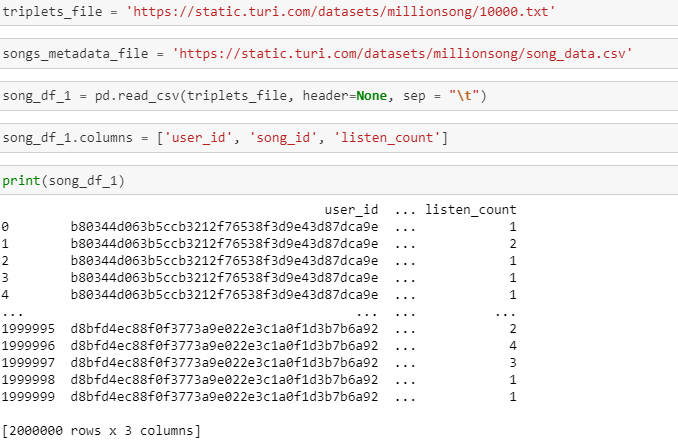 triplets_file = 'https://static.turi.com/datasets/millionsong/10000.txt'
songs_metadata_file = 'https://static.turi.com/datasets/millionsong/song_data.csv'
song_df_1 = pd.read_csv(triplets_file, header=None, sep = "\t")
song_df_1.columns = ['user_id', 'song_id', 'listen_count']
print(song_df_1)
user_id ... listen_count
0 b80344d063b5ccb3212f76538f3d9e43d87dca9e ... 1
1 b80344d063b5ccb3212f76538f3d9e43d87dca9e ... 2
2 b80344d063b5ccb3212f76538f3d9e43d87dca9e ... 1
3 b80344d063b5ccb3212f76538f3d9e43d87dca9e ... 1
4 b80344d063b5ccb3212f76538f3d9e43d87dca9e ... 1
... ... ... ...
1999995 d8bfd4ec88f0f3773a9e022e3c1a0f1d3b7b6a92 ... 2
1999996 d8bfd4ec88f0f3773a9e022e3c1a0f1d3b7b6a92 ... 4
1999997 d8bfd4ec88f0f3773a9e022e3c1a0f1d3b7b6a92 ... 3
1999998 d8bfd4ec88f0f3773a9e022e3c1a0f1d3b7b6a92 ... 1
1999999 d8bfd4ec88f0f3773a9e022e3c1a0f1d3b7b6a92 ... 1
[2000000 rows x 3 columns]